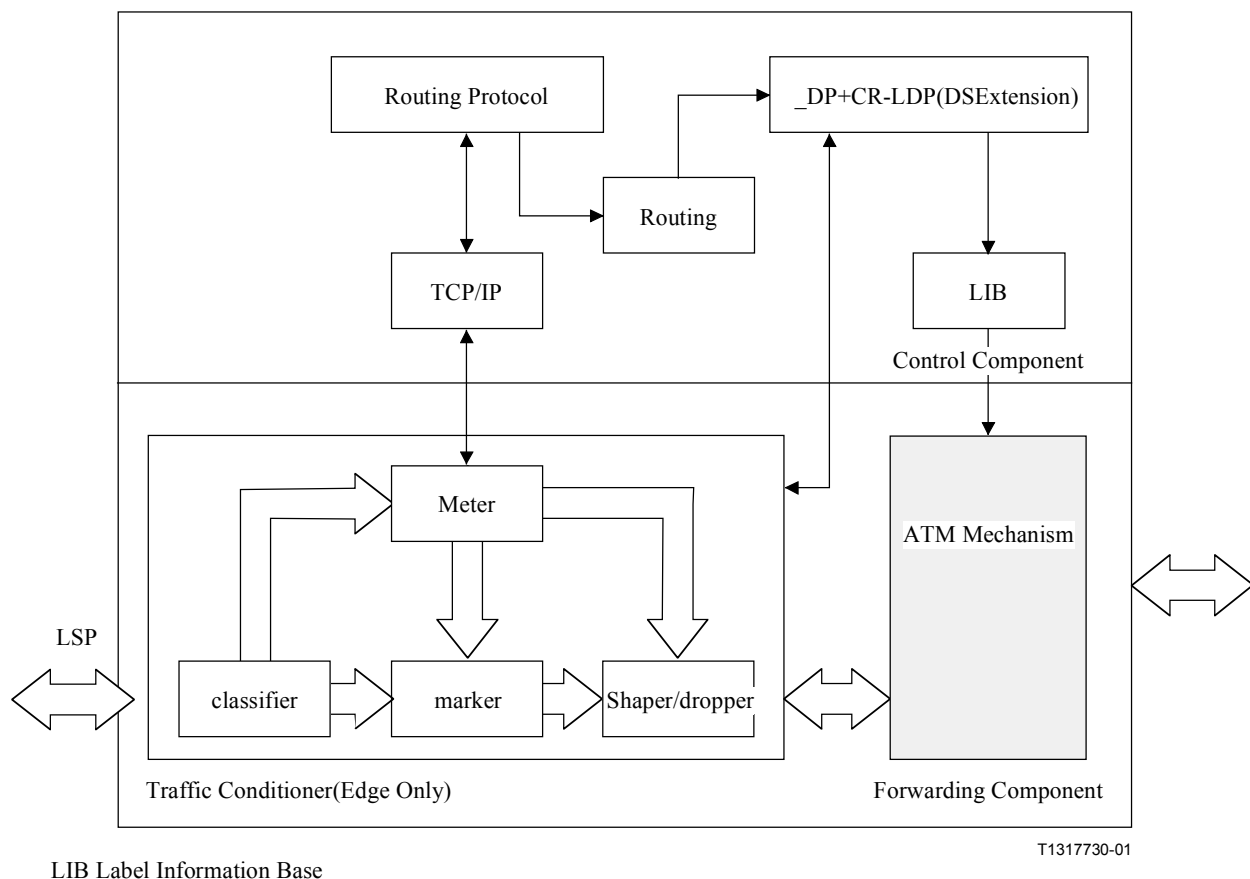 Routing Protocol
_DP+CR-LDP(DSExtension)
Routing
TCP/IP
LIB
Control Component
Meter
ATM Mechanism
LSP
classifier
marker
Shaper/dropper
Traffic Conditioner(Edge Only)
Forwarding Component
T1317730-01
LIB Label Information Base